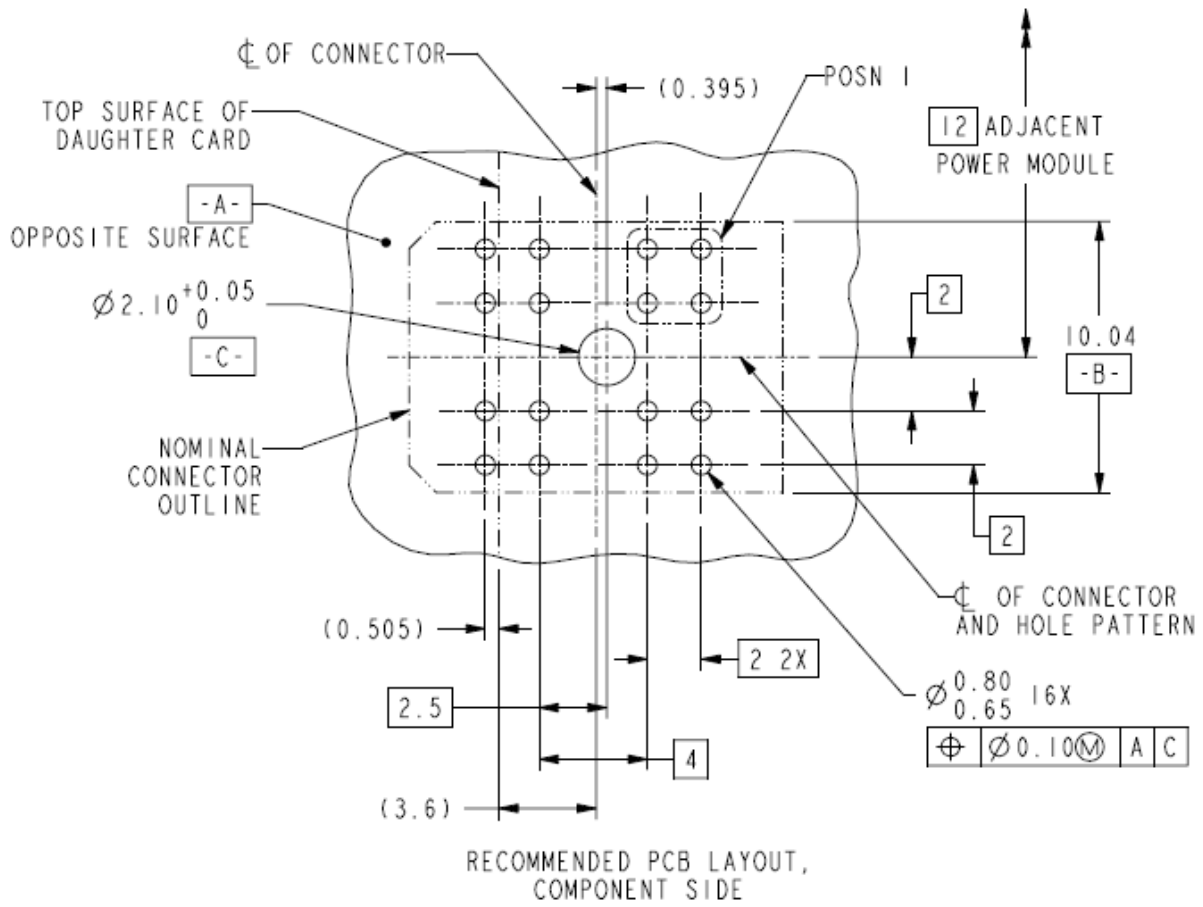 ℄ OF CONNECTOR
(0.395)
POSN 1
TOP SURFACE OF
DAUGHTER CARD
12 ADJACENT
POWER MODULE
-A-
OPPOSITE SURFACE
⌀2.10 +0.05
0
-C-
2
10.04
-B-
NOMINAL
CONNECTOR
OUTLINE
2
℄ OF CONNECTOR
AND HOLE PATTERN
(0.505)
2 2X
⌀ 0.80
0.65 16X
2.5
⌖ ⌀0.10Ⓜ A C
4
(3.6)
RECOMMENDED PCB LAYOUT,
COMPONENT SIDE